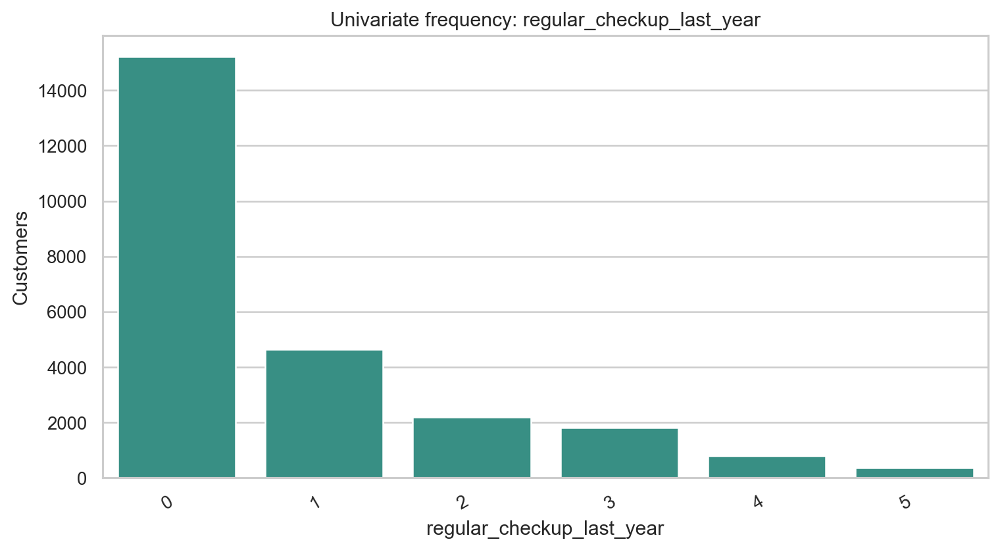 Univariate frequency: regular_checkup_last_year
14000
12000
10000
8000
6000
4000
2000
0
Customers
0 1 2 3 4 5
regular_checkup_last_year